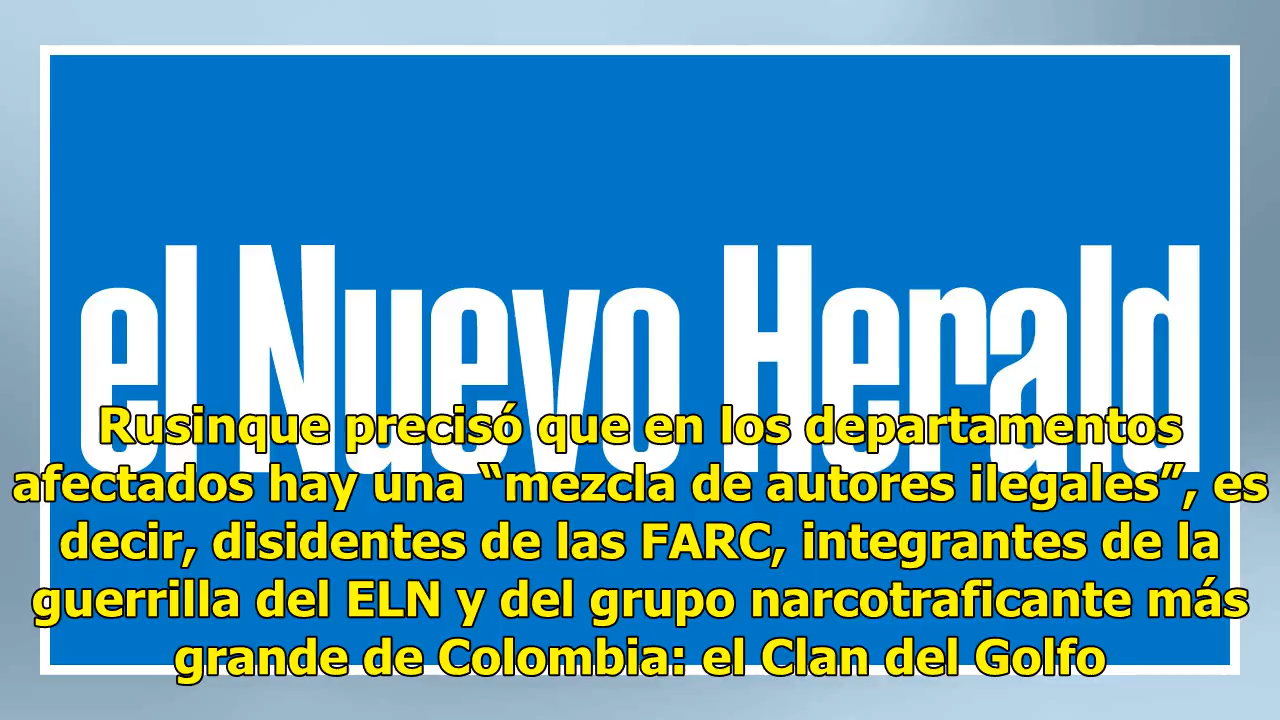 el Nuevo Herald
Rusinque precisó que en los departamentos
afectados hay una “mezcla de autores ilegales”, es
decir, disidentes de las FARC, integrantes de la
guerrilla del ELN y del grupo narcotraficante más
grande de Colombia: el Clan del Golfo